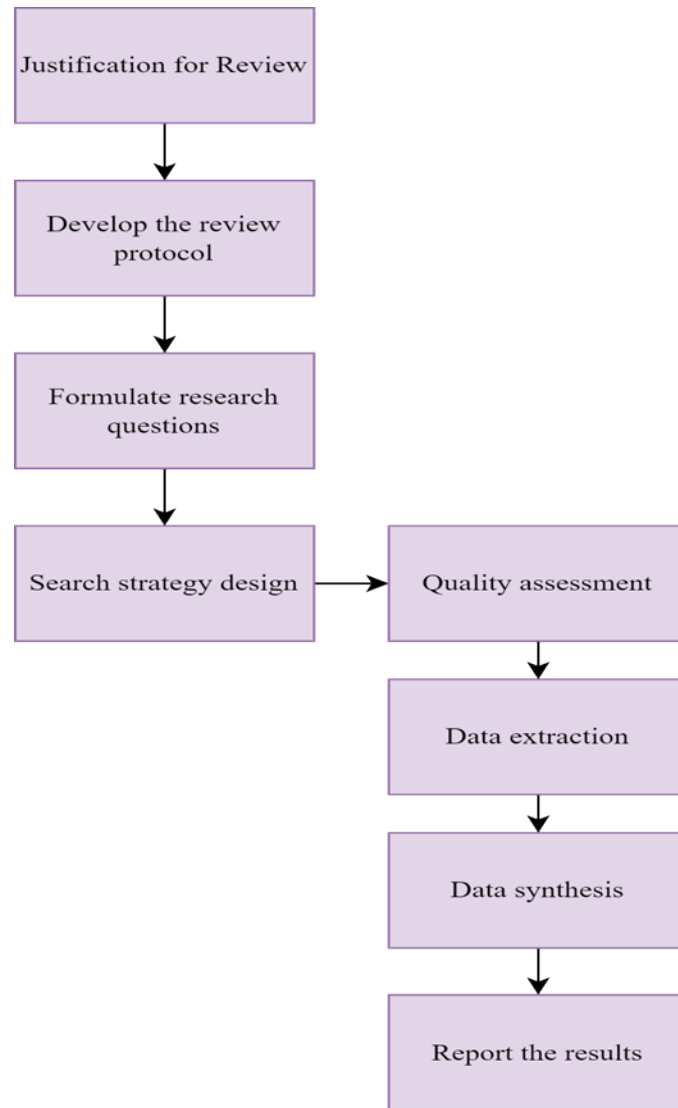 Justification for Review
Develop the review
protocol
Formulate research
questions
Search strategy design
Quality assessment
Data extraction
Data synthesis
Report the results